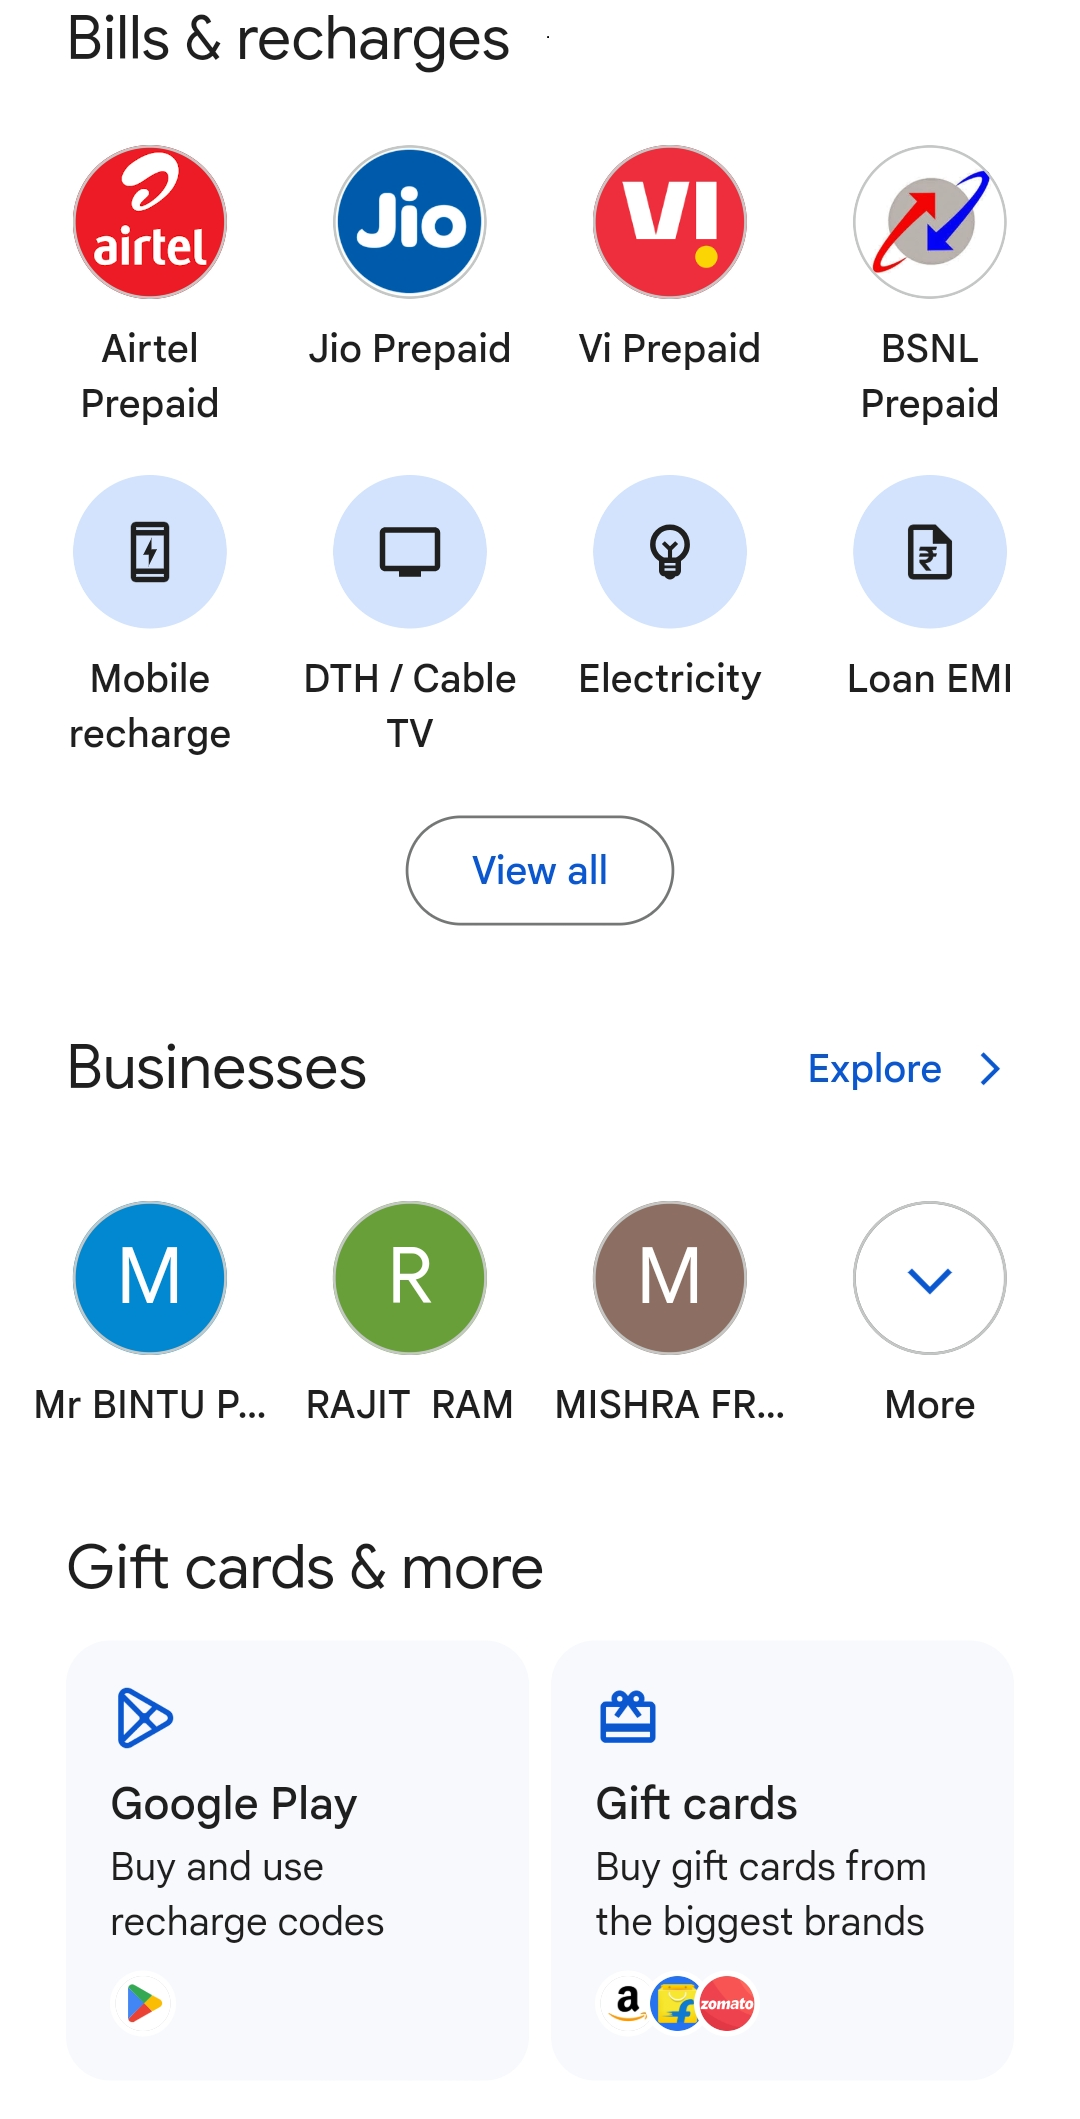 Bills & recharges
airtel
Jio
VI
Airtel
Prepaid
Jio Prepaid
Vi Prepaid
BSNL
Prepaid
Mobile
recharge
DTH / Cable
TV
Electricity
Loan EMI
View all
Businesses
Explore
M
R
M
Mr BINTU P...
RAJIT  RAM
MISHRA FR...
More
Gift cards & more
Google Play
Buy and use
recharge codes
Gift cards
Buy gift cards from
the biggest brands
a
f
zomato